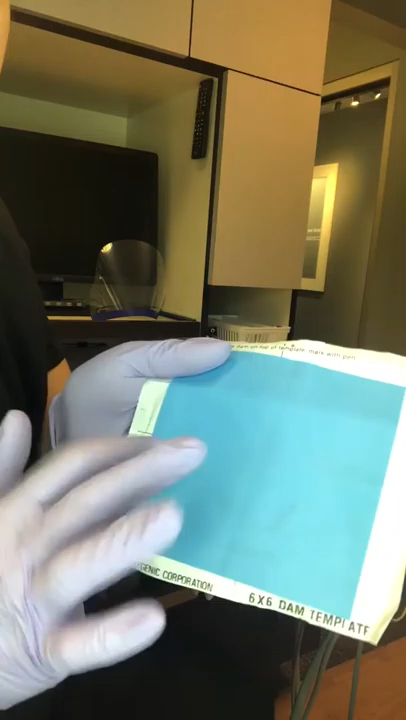 dam on top of template, mark with pen
GENIC CORPORATION
6X6 DAM TEMPLATE